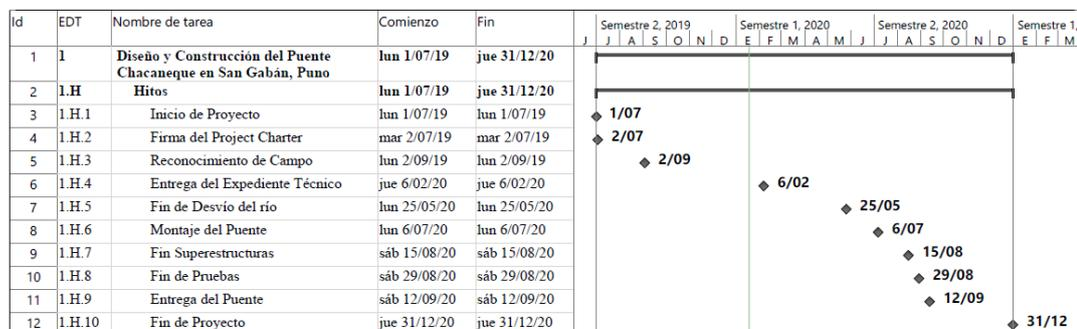 Id EDT Nombre de tarea Comienzo Fin Semestre 2, 2019 Semestre 1, 2020 Semestre 2, 2020 Semestre 1,
J J A S O N D E F M A M J J A S O N D E F M
1 1 Diseño y Construcción del Puente lun 1/07/19 jue 31/12/20
Chacaneque en San Gabán, Puno
2 1.H Hitos lun 1/07/19 jue 31/12/20
3 1.H.1 Inicio de Proyecto lun 1/07/19 lun 1/07/19 1/07
4 1.H.2 Firma del Project Charter mar 2/07/19 mar 2/07/19 2/07
5 1.H.3 Reconocimiento de Campo lun 2/09/19 lun 2/09/19 2/09
6 1.H.4 Entrega del Expediente Técnico jue 6/02/20 jue 6/02/20 6/02
7 1.H.5 Fin de Desvío del río lun 25/05/20 lun 25/05/20 25/05
8 1.H.6 Montaje del Puente lun 6/07/20 lun 6/07/20 6/07
9 1.H.7 Fin Superestructuras sáb 15/08/20 sáb 15/08/20 15/08
10 1.H.8 Fin de Pruebas sáb 29/08/20 sáb 29/08/20 29/08
11 1.H.9 Entrega del Puente sáb 12/09/20 sáb 12/09/20 12/09
12 1.H.10 Fin de Proyecto jue 31/12/20 jue 31/12/20 31/12